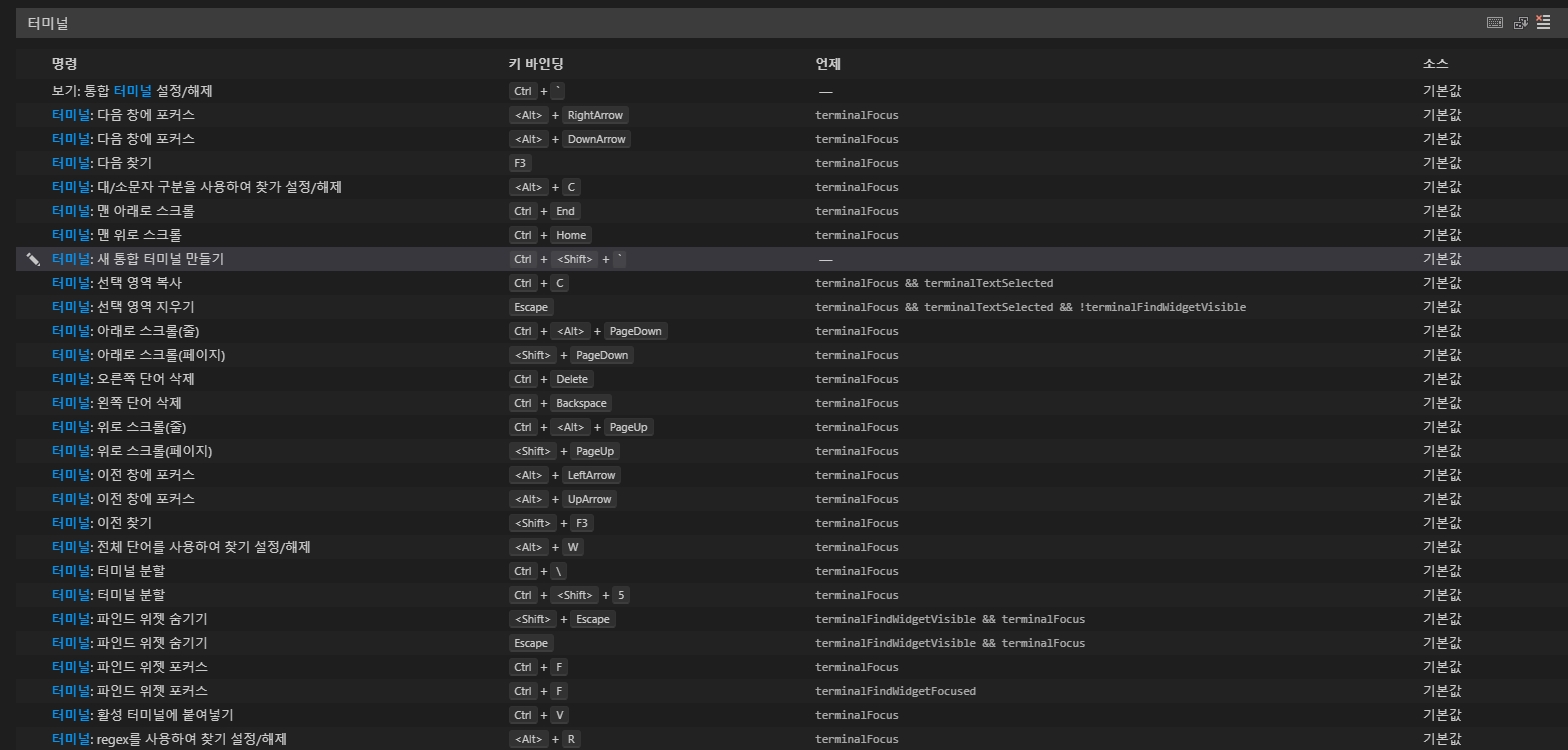 터미널
명령 키 바인딩 언제 소스
보기: 통합 터미널 설정/해제 Ctrl + ` — 기본값
터미널: 다음 창에 포커스 <Alt> + RightArrow terminalFocus 기본값
터미널: 다음 창에 포커스 <Alt> + DownArrow terminalFocus 기본값
터미널: 다음 찾기 F3 terminalFocus 기본값
터미널: 대/소문자 구분을 사용하여 찾가 설정/해제 <Alt> + C terminalFocus 기본값
터미널: 맨 아래로 스크롤 Ctrl + End terminalFocus 기본값
터미널: 맨 위로 스크롤 Ctrl + Home terminalFocus 기본값
터미널: 새 통합 터미널 만들기 Ctrl + <Shift> + ` — 기본값
터미널: 선택 영역 복사 Ctrl + C terminalFocus && terminalTextSelected 기본값
터미널: 선택 영역 지우기 Escape terminalFocus && terminalTextSelected && !terminalFindWidgetVisible 기본값
터미널: 아래로 스크롤(줄) Ctrl + <Alt> + PageDown terminalFocus 기본값
터미널: 아래로 스크롤(페이지) <Shift> + PageDown terminalFocus 기본값
터미널: 오른쪽 단어 삭제 Ctrl + Delete terminalFocus 기본값
터미널: 왼쪽 단어 삭제 Ctrl + Backspace terminalFocus 기본값
터미널: 위로 스크롤(줄) Ctrl + <Alt> + PageUp terminalFocus 기본값
터미널: 위로 스크롤(페이지) <Shift> + PageUp terminalFocus 기본값
터미널: 이전 창에 포커스 <Alt> + LeftArrow terminalFocus 기본값
터미널: 이전 창에 포커스 <Alt> + UpArrow terminalFocus 기본값
터미널: 이전 찾기 <Shift> + F3 terminalFocus 기본값
터미널: 전체 단어를 사용하여 찾기 설정/해제 <Alt> + W terminalFocus 기본값
터미널: 터미널 분할 Ctrl + \ terminalFocus 기본값
터미널: 터미널 분할 Ctrl + <Shift> + 5 terminalFocus 기본값
터미널: 파인드 위젯 숨기기 <Shift> + Escape terminalFindWidgetVisible && terminalFocus 기본값
터미널: 파인드 위젯 숨기기 Escape terminalFindWidgetVisible && terminalFocus 기본값
터미널: 파인드 위젯 포커스 Ctrl + F terminalFocus 기본값
터미널: 파인드 위젯 포커스 Ctrl + F terminalFindWidgetFocused 기본값
터미널: 활성 터미널에 붙여넣기 Ctrl + V terminalFocus 기본값
터미널: regex를 사용하여 찾기 설정/해제 <Alt> + R terminalFocus 기본값